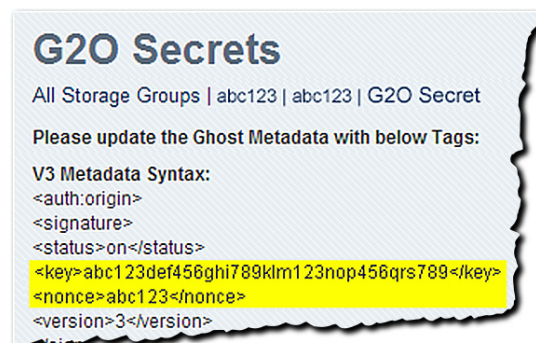 G2O Secrets
All Storage Groups | abc123 | abc123 | G2O Secret
Please update the Ghost Metadata with below Tags:
V3 Metadata Syntax:
<auth:origin>
<signature>
<status>on</status>
<key>abc123def456ghi789klm123nop456qrs789</key>
<nonce>abc123</nonce>
<version>3</version>